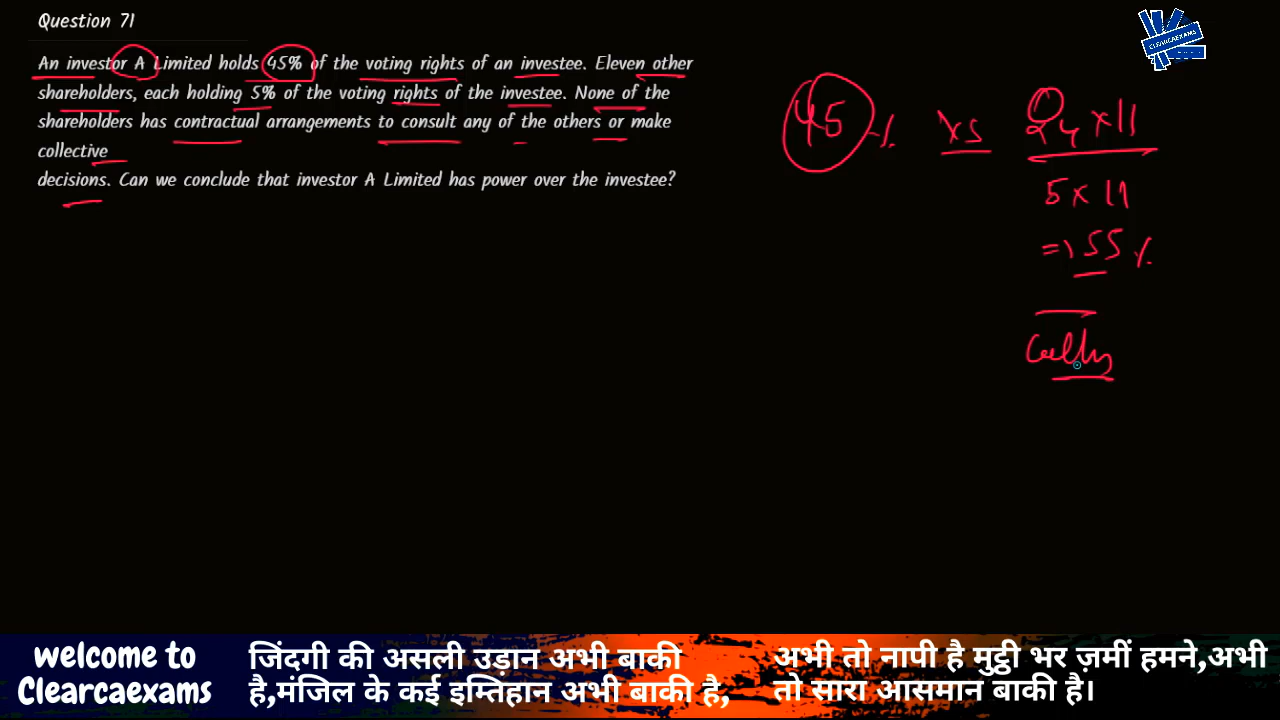 Question 71
An investor A Limited holds 45% of the voting rights of an investee. Eleven other
shareholders, each holding 5% of the voting rights of the investee. None of the
shareholders has contractual arrangements to consult any of the others or make
collective
decisions. Can we conclude that investor A Limited has power over the investee?
CLEARCAEXAMS
45 %
5 x 11
=) 55 %
welcome to
Clearcaexams
जिंदगी की असली उड़ान अभी बाकी
है,मंजिल के कई इम्तिहान अभी बाकी है,
अभी तो नापी है मुट्ठी भर ज़मीं हमने,अभी
तो सारा आसमान बाकी है।